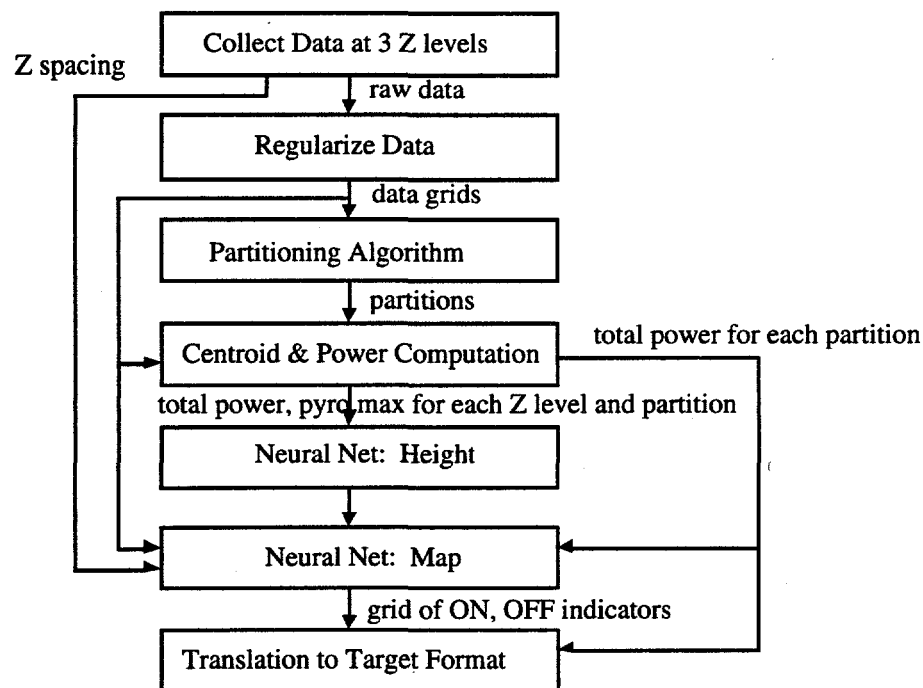 Collect Data at 3 Z levels
Z spacing
raw data
Regularize Data
data grids
Partitioning Algorithm
partitions
total power for each partition
Centroid & Power Computation
total power, pyro max for each Z level and partition
Neural Net: Height
Neural Net: Map
grid of ON, OFF indicators
Translation to Target Format